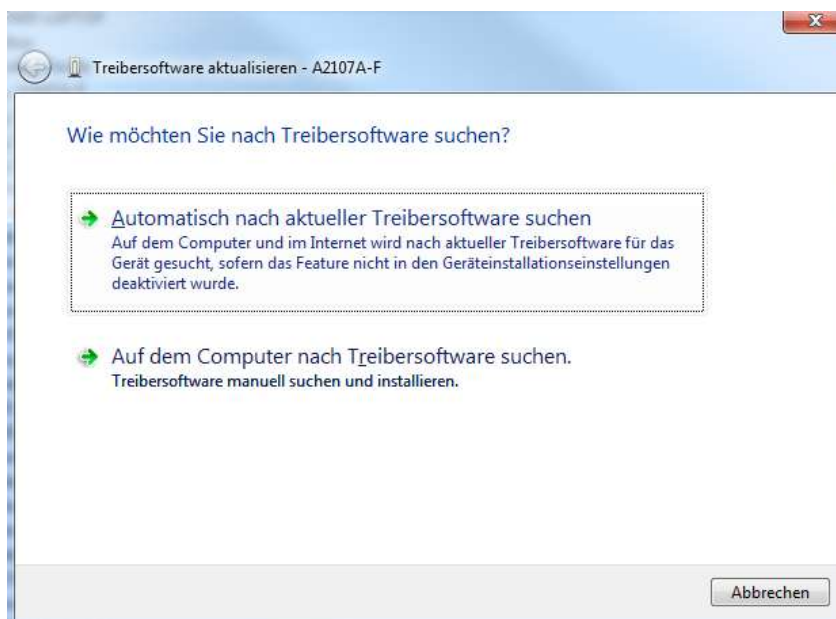 Treibersoftware aktualisieren - A2107A-F
Wie möchten Sie nach Treibersoftware suchen?
Automatisch nach aktueller Treibersoftware suchen
Auf dem Computer und im Internet wird nach aktueller Treibersoftware für das
Gerät gesucht, sofern das Feature nicht in den Geräteinstallationseinstellungen
deaktiviert wurde.
Auf dem Computer nach Treibersoftware suchen.
Treibersoftware manuell suchen und installieren.
Abbrechen